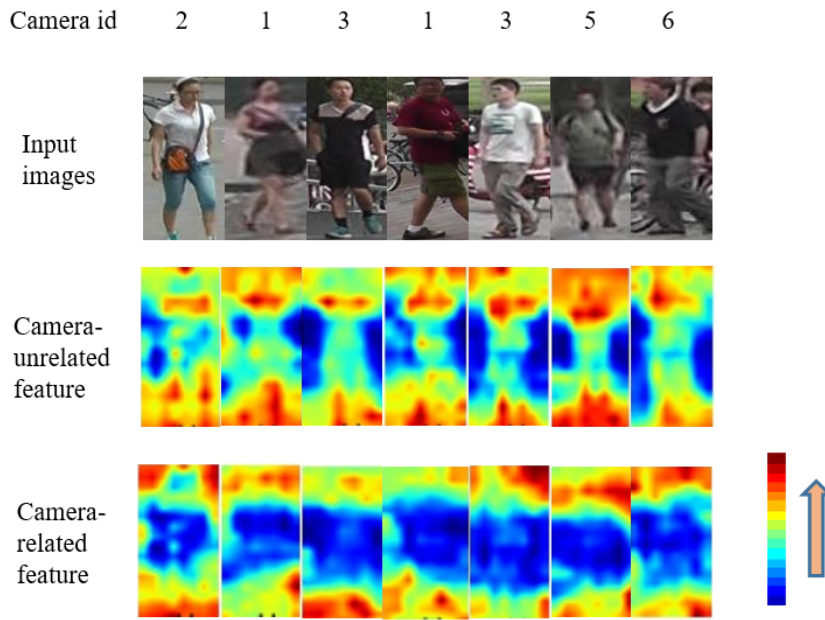 Camera id 2 1 3 1 3 5 6
Input
images
Camera-
unrelated
feature
Camera-
related
feature